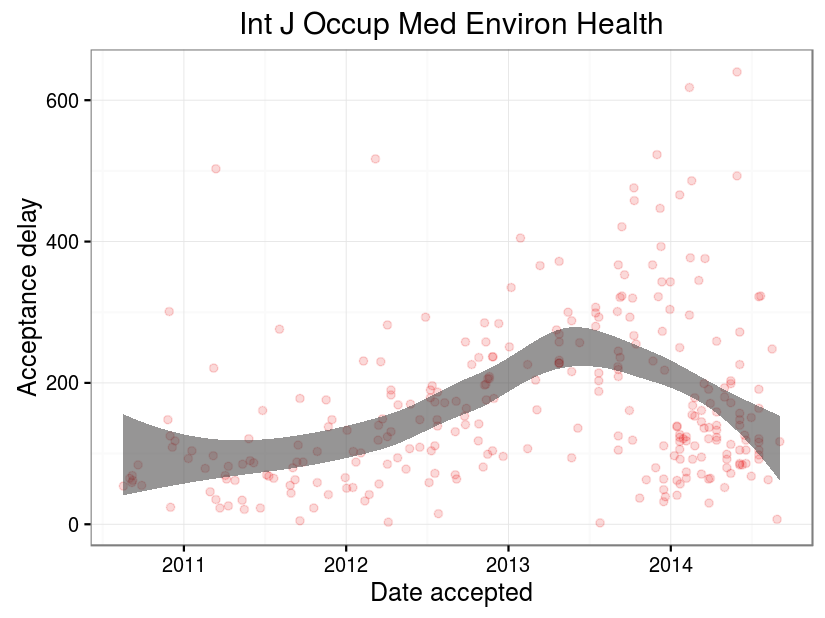 Int J Occup Med Environ Health
Acceptance delay
600
400
200
0
2011 2012 2013 2014
Date accepted